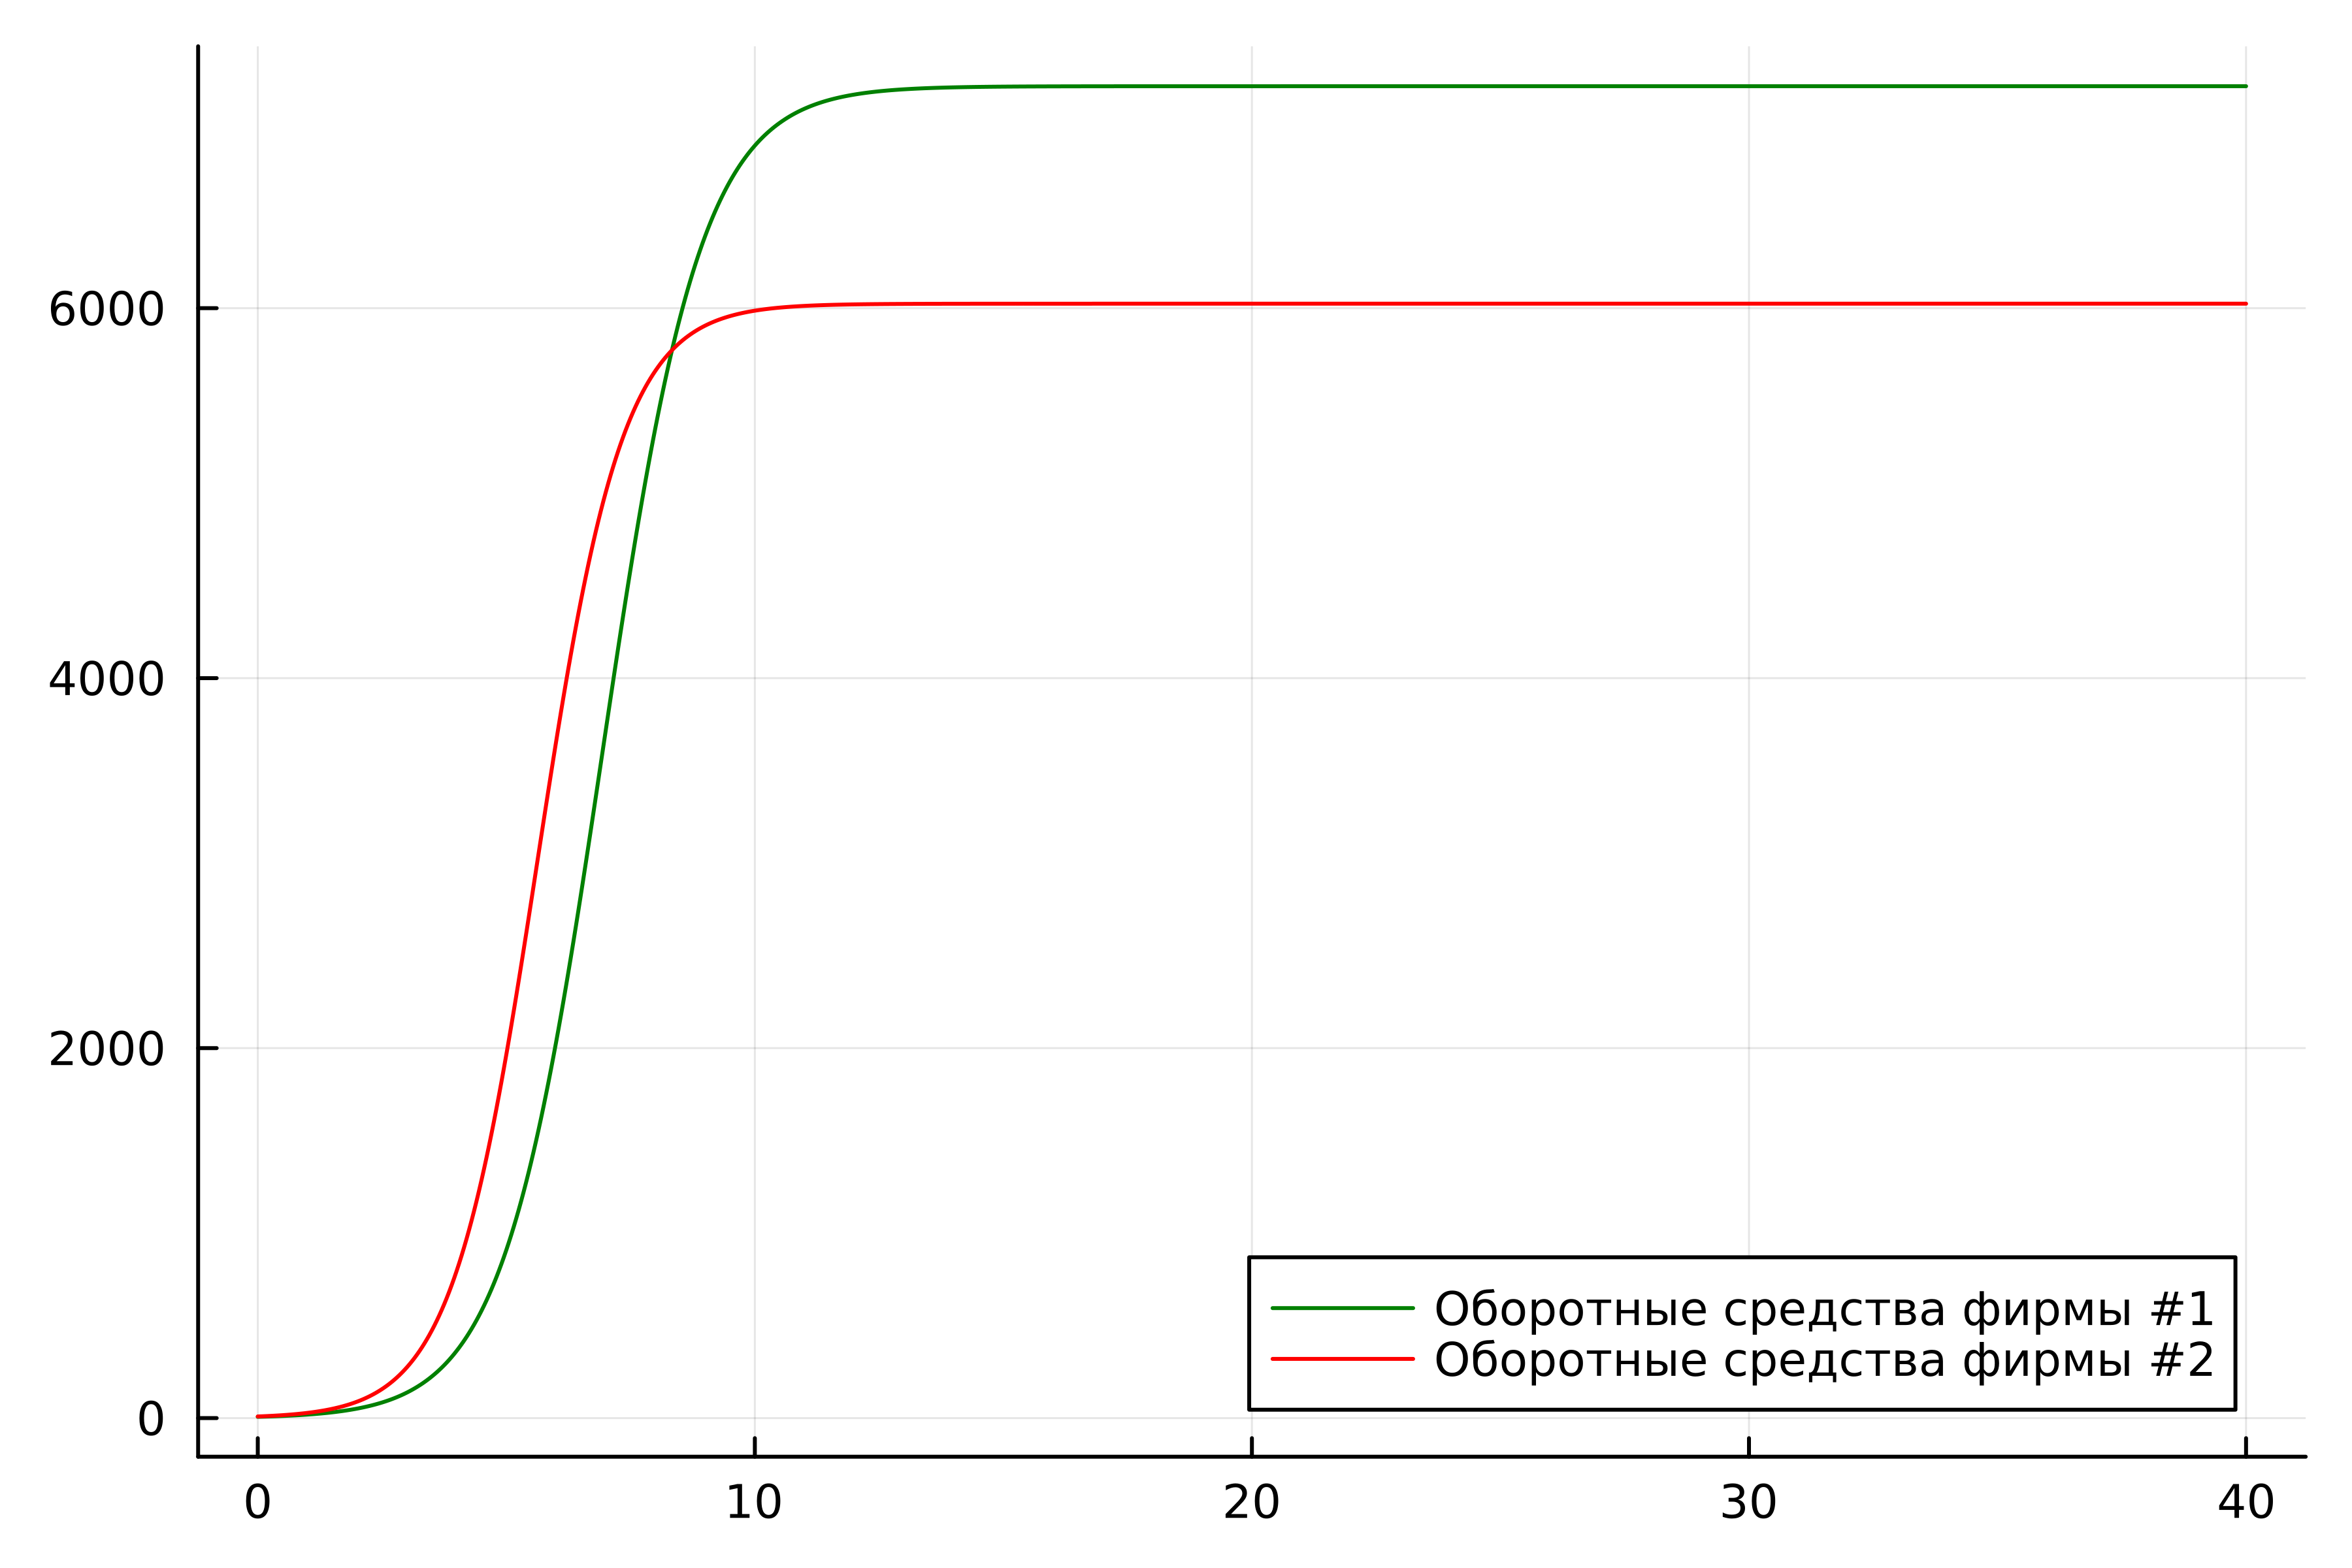 6000
4000
2000
0
Оборотные средства фирмы #1
Оборотные средства фирмы #2
0 10 20 30 40